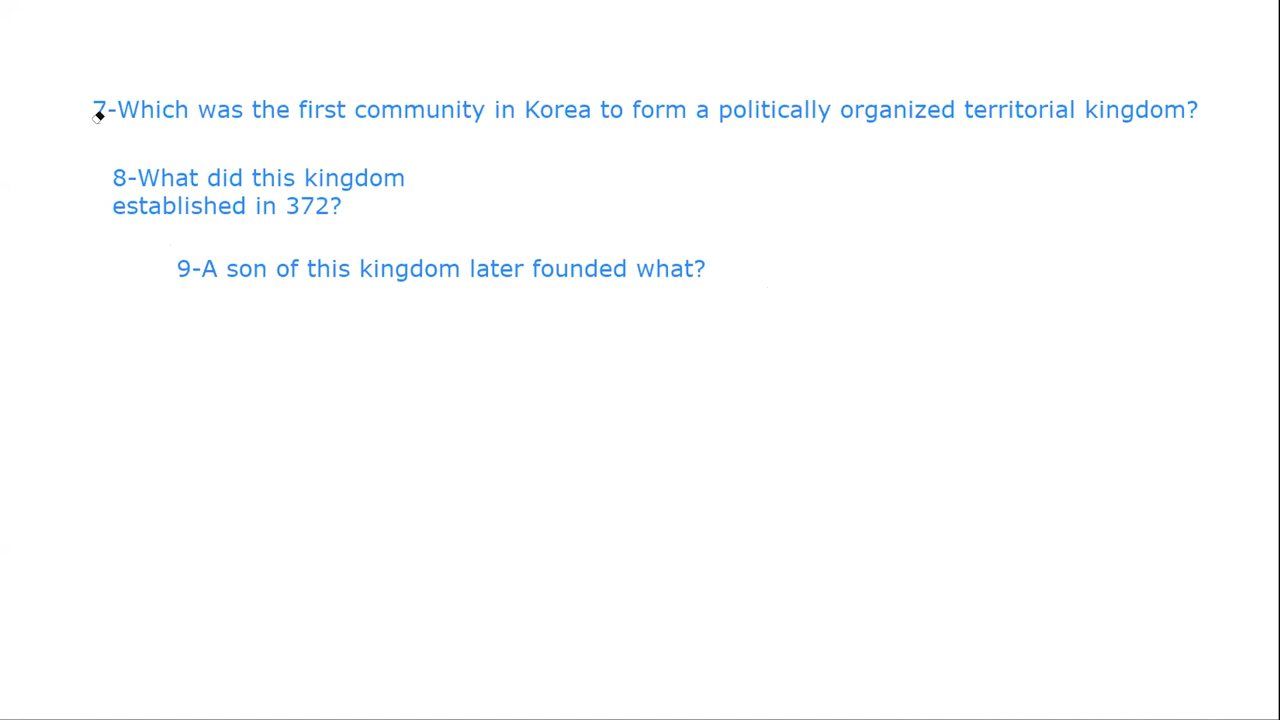 7-Which was the first community in Korea to form a politically organized territorial kingdom?
8-What did this kingdom
established in 372?
9-A son of this kingdom later founded what?